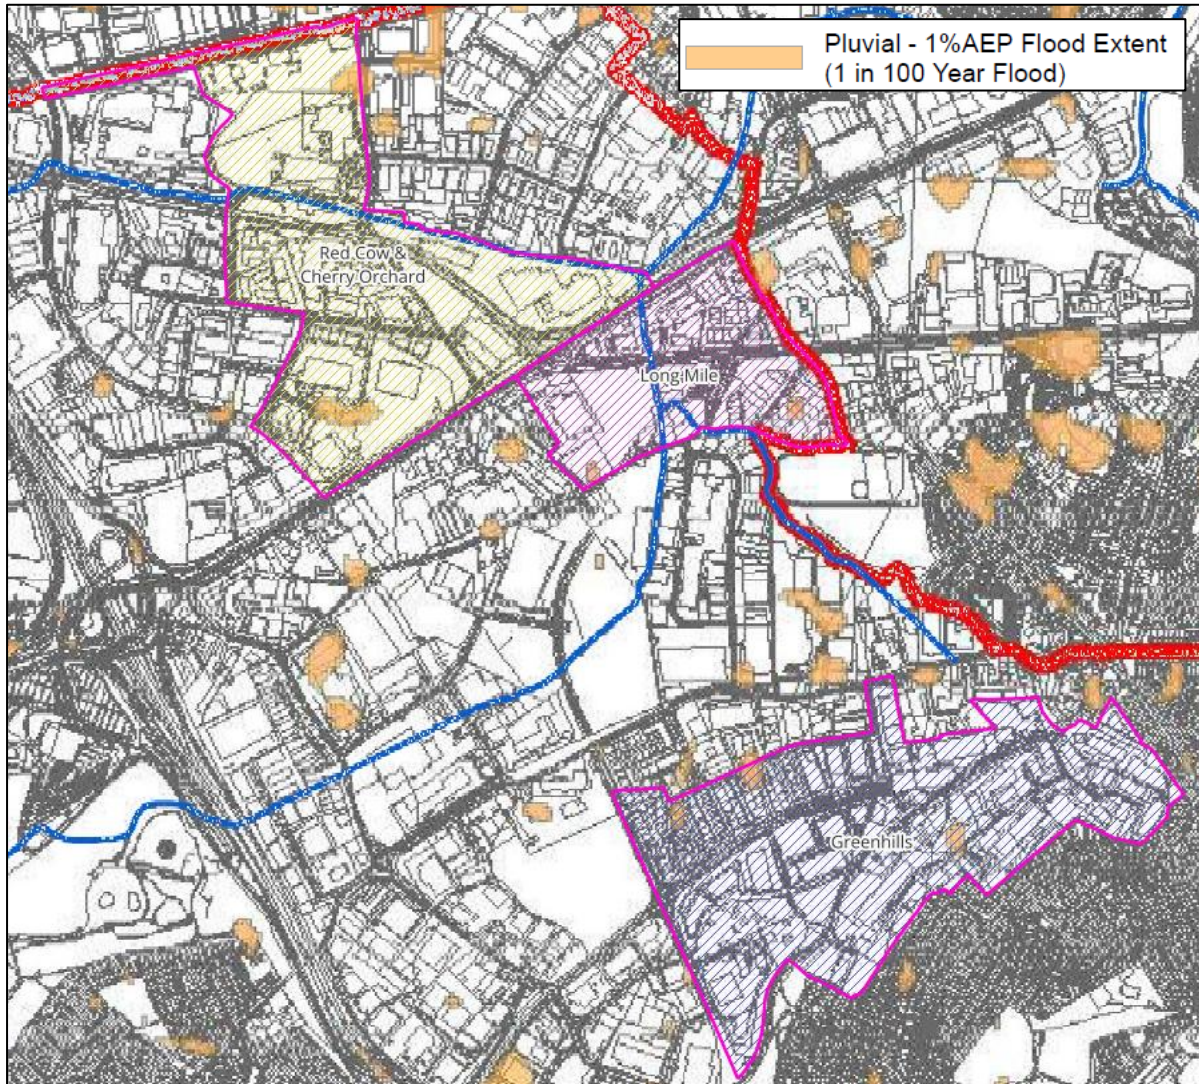 Pluvial - 1%AEP Flood Extent
(1 in 100 Year Flood)
Red Cow &
Cherry Orchard
Long Mile
Greenhills